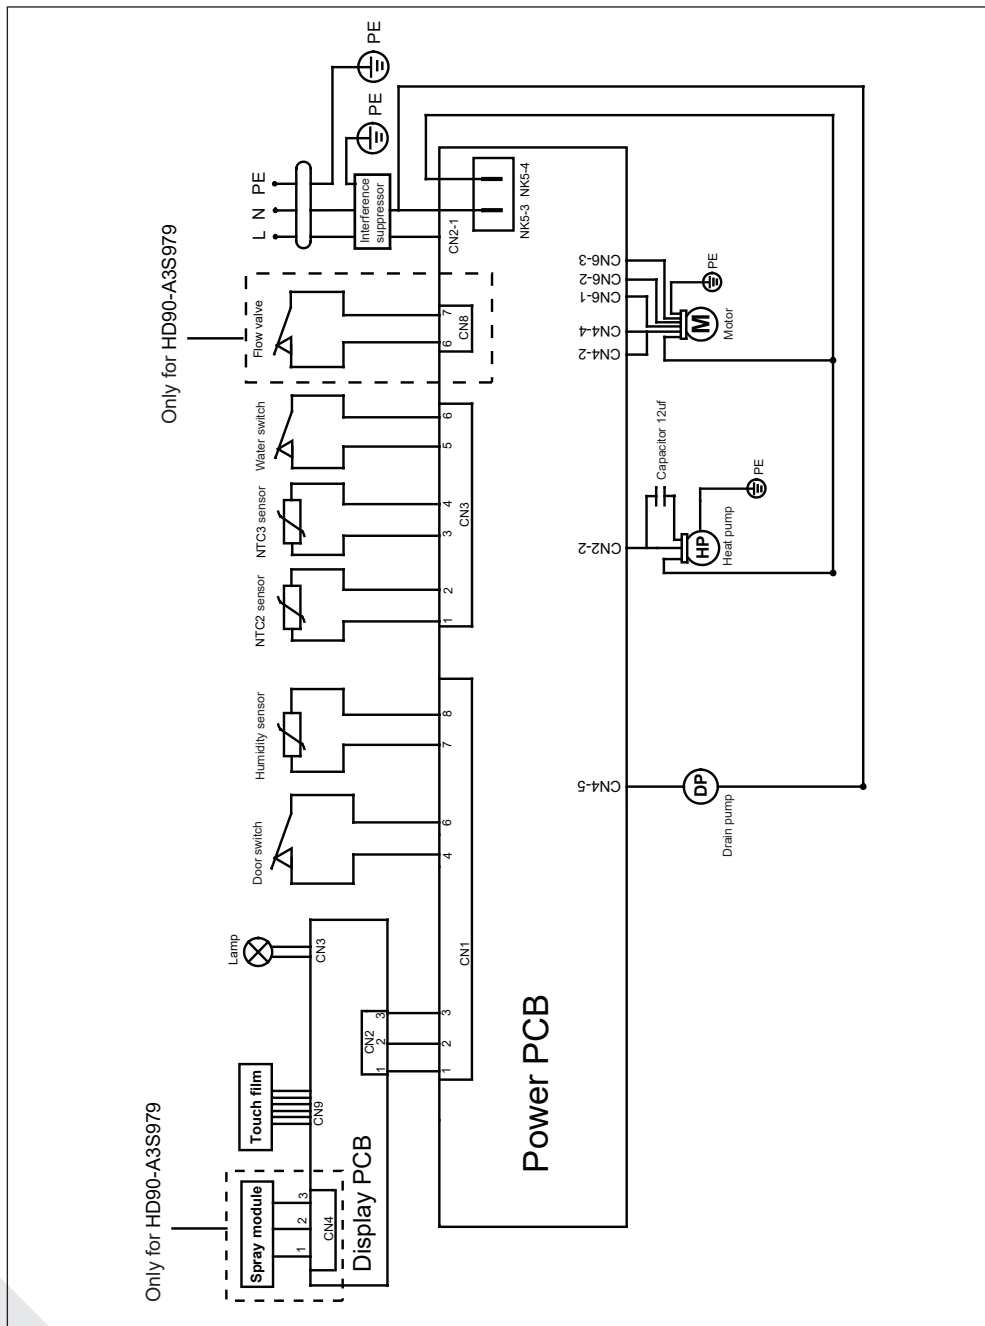 PE
PE
L N PE
Interference
suppressor
CN2-1
NK5-3 NK5-4
Only for HD90-A3S979
Flow valve
6 7
CN8
CN6-3
CN6-2
CN6-1
CN4-4
CN4-2
PE
M
Motor
Water switch
5 6
NTC3 sensor
3 4
CN3
NTC2 sensor
1 2
CN2-2
Capacitor 12uf
HP
Heat pump
PE
Humidity sensor
7 8
Door switch
4 6
CN1
CN4-5
DP
Drain pump
Lamp
CN3
CN2
1 2 3
1 2 3
Touch film
CN9
Only for HD90-A3S979
Spray module
1 2 3
CN4
Display PCB
Power PCB